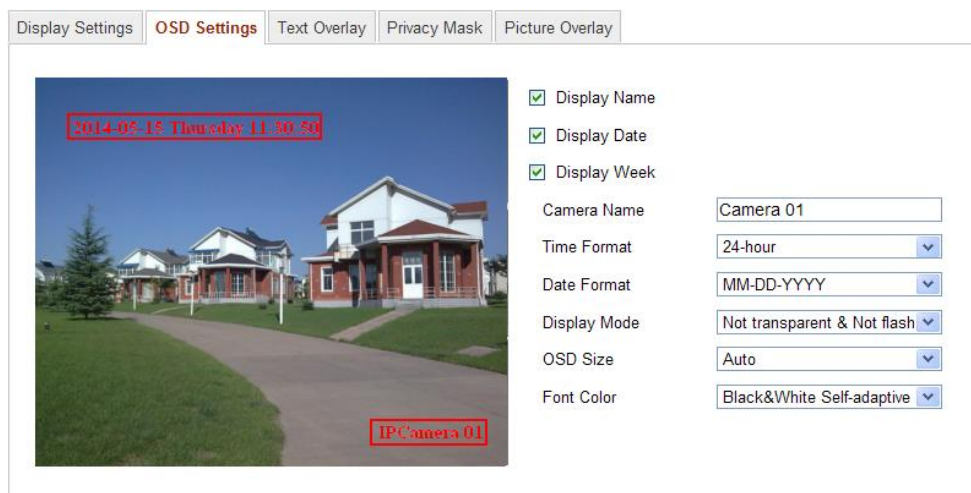 Display Settings OSD Settings Text Overlay Privacy Mask Picture Overlay
2014-05-15 Thursday 11:30:50
Display Name
Display Date
Display Week
Camera Name Camera 01
Time Format 24-hour
Date Format MM-DD-YYYY
Display Mode Not transparent & Not flash
OSD Size Auto
Font Color Black&White Self-adaptive
IPCamera 01